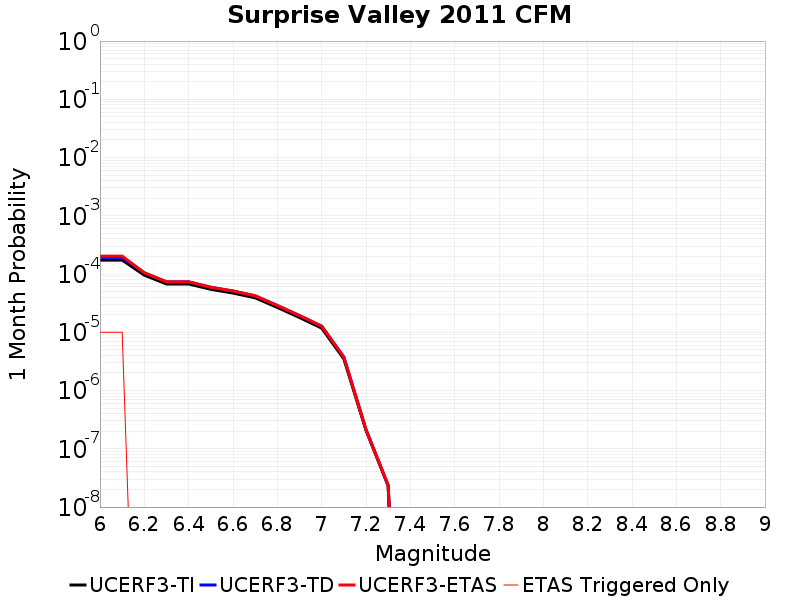 Surprise Valley 2011 CFM
1 Month Probability
10^0
10^-1
10^-2
10^-3
10^-4
10^-5
10^-6
10^-7
10^-8
6 6.2 6.4 6.6 6.8 7 7.2 7.4 7.6 7.8 8 8.2 8.4 8.6 8.8 9
Magnitude
UCERF3-TI UCERF3-TD UCERF3-ETAS ETAS Triggered Only